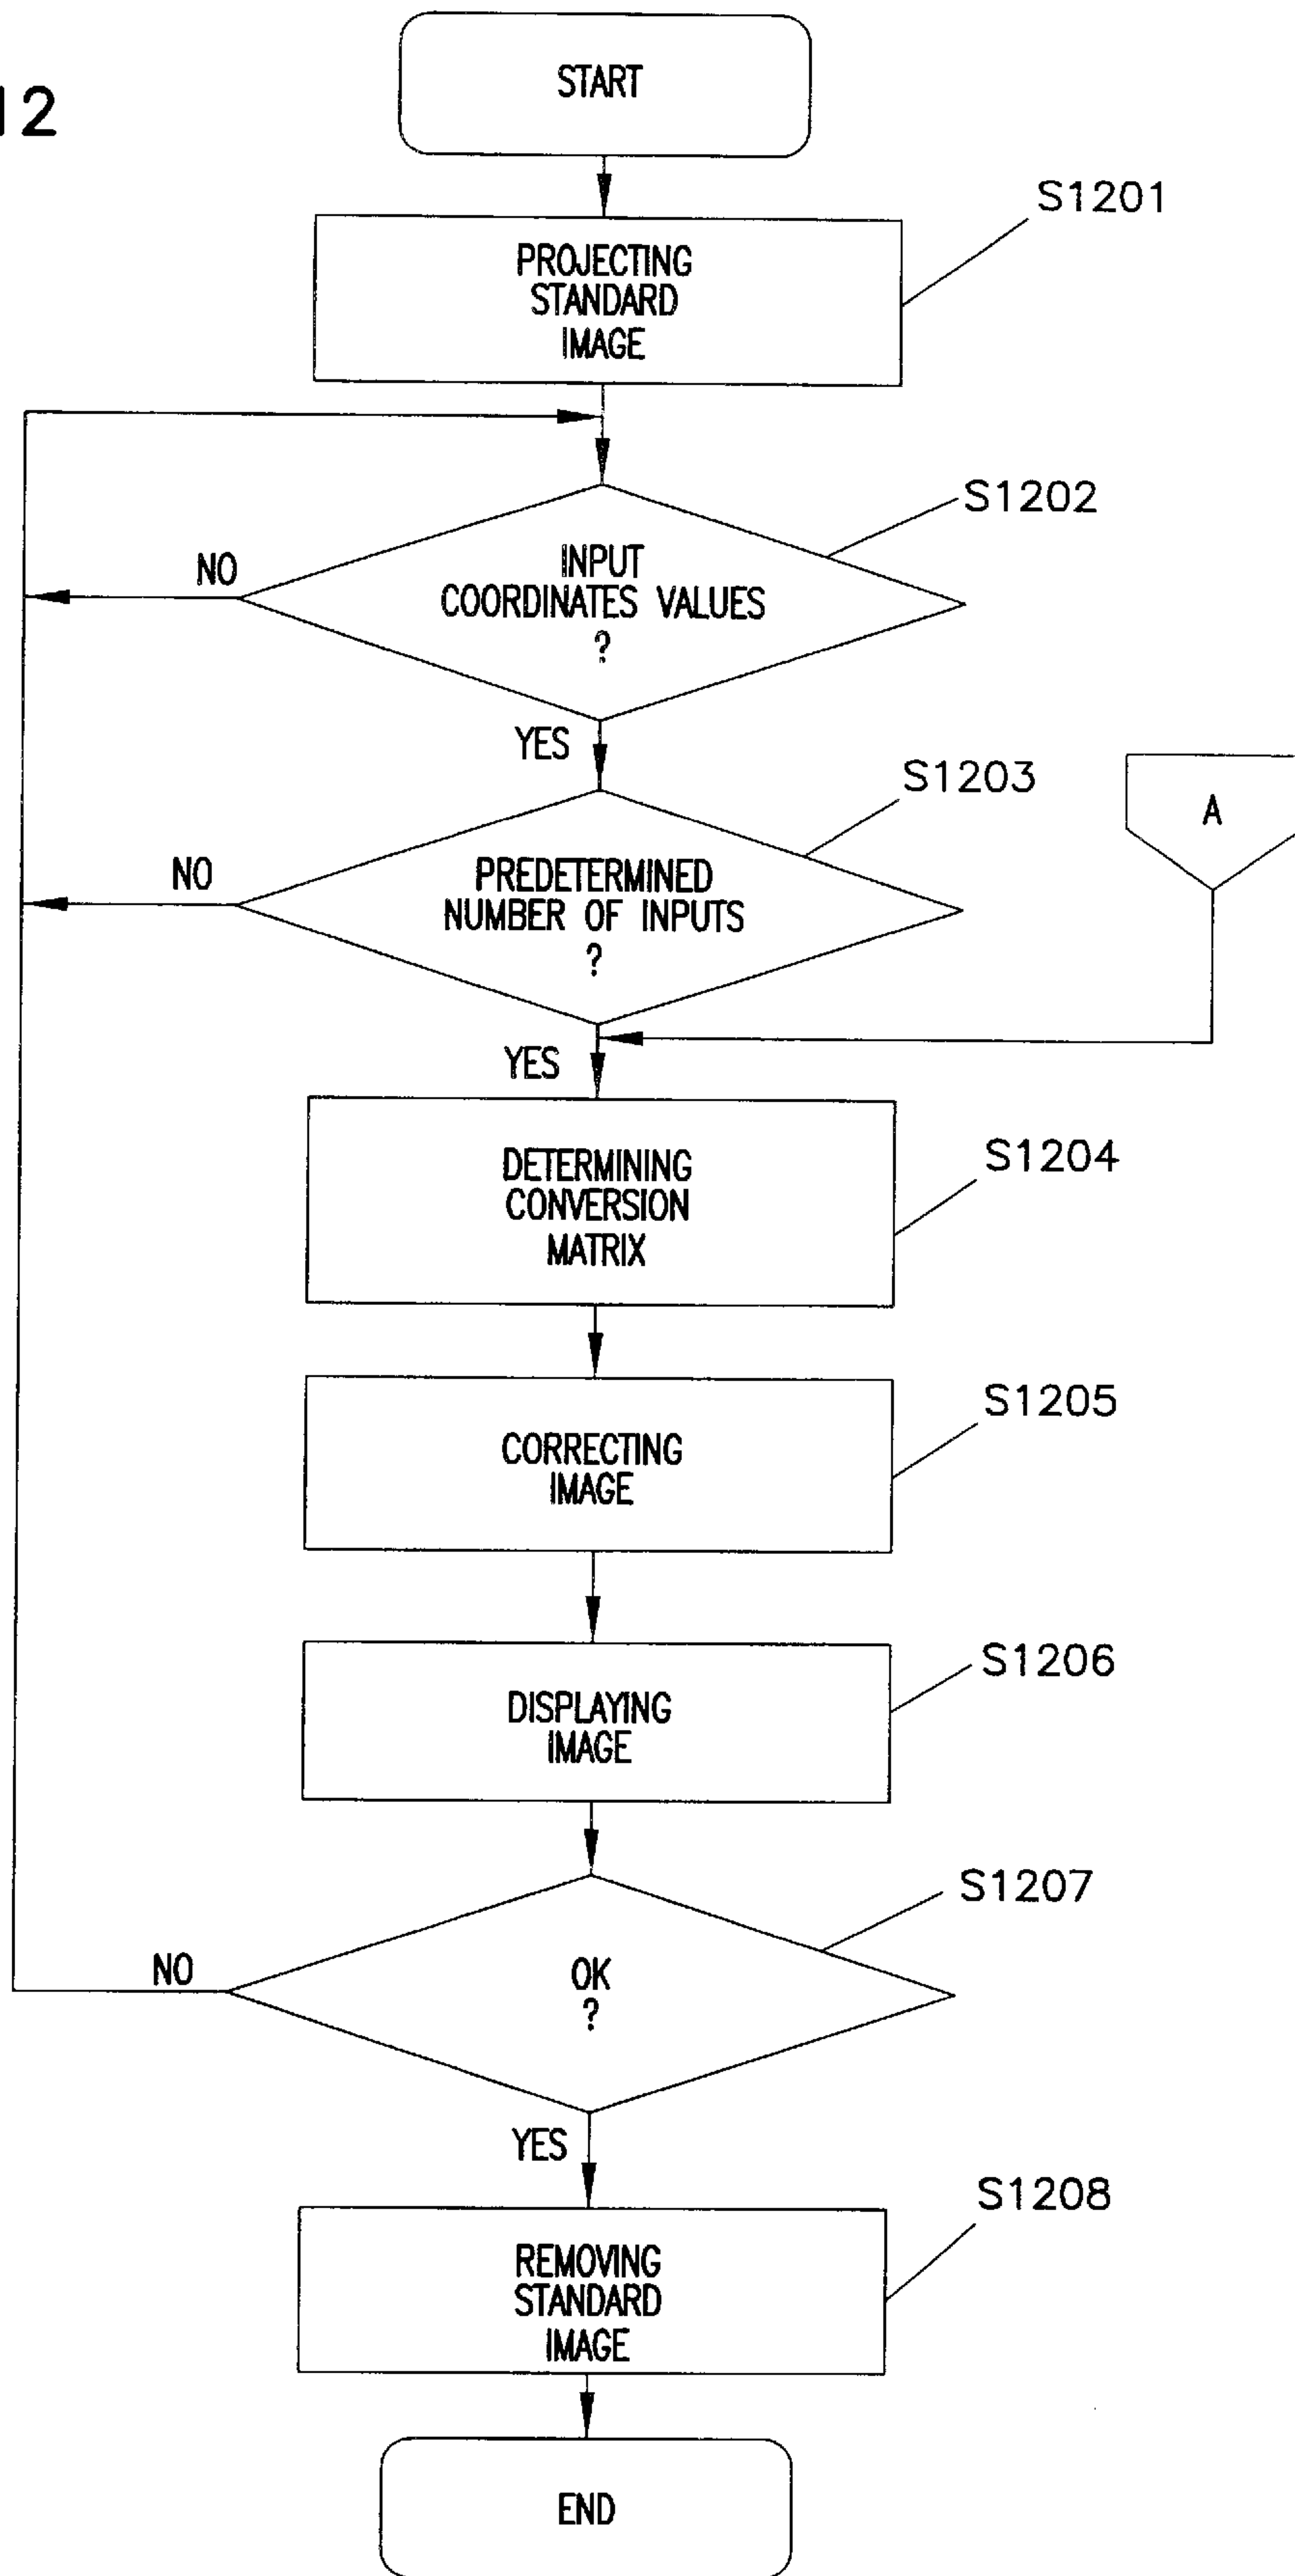 12
START
S1201
PROJECTING
STANDARD
IMAGE
S1202
NO
INPUT
COORDINATES VALUES
?
YES
S1203
A
NO
PREDETERMINED
NUMBER OF INPUTS
?
YES
S1204
DETERMINING
CONVERSION
MATRIX
S1205
CORRECTING
IMAGE
S1206
DISPLAYING
IMAGE
S1207
NO
OK
?
YES
S1208
REMOVING
STANDARD
IMAGE
END